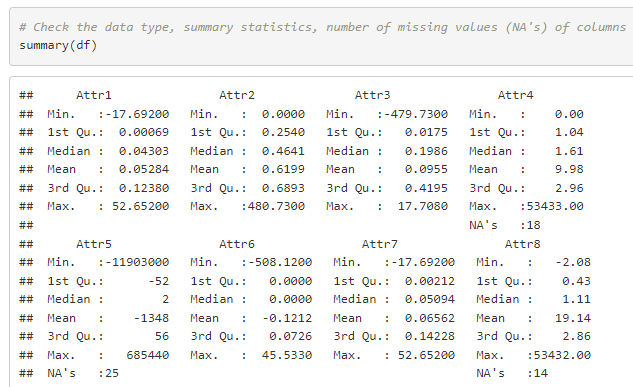 # Check the data type, summary statistics, number of missing values (NA's) of columns
summary(df)
##      Attr1              Attr2              Attr3              Attr4
##  Min.   :-17.69200   Min.   :  0.0000   Min.   :-479.7300   Min.   :    0.00
##  1st Qu.:  0.00069   1st Qu.:  0.2540   1st Qu.:   0.0175   1st Qu.:    1.04
##  Median :  0.04303   Median :  0.4641   Median :   0.1986   Median :    1.61
##  Mean   :  0.05284   Mean   :  0.6199   Mean   :   0.0955   Mean   :    9.98
##  3rd Qu.:  0.12380   3rd Qu.:  0.6893   3rd Qu.:   0.4195   3rd Qu.:    2.96
##  Max.   : 52.65200   Max.   :480.7300   Max.   :  17.7080   Max.   :53433.00
##                                                             NA's   :18
##      Attr5              Attr6              Attr7              Attr8
##  Min.   :-11903000   Min.   :-508.1200   Min.   :-17.69200   Min.   :   -2.08
##  1st Qu.:      -52   1st Qu.:   0.0000   1st Qu.:  0.00212   1st Qu.:    0.43
##  Median :        2   Median :   0.0000   Median :  0.05094   Median :    1.11
##  Mean   :    -1348   Mean   :  -0.1212   Mean   :  0.06562   Mean   :   19.14
##  3rd Qu.:       56   3rd Qu.:   0.0726   3rd Qu.:  0.14228   3rd Qu.:    2.86
##  Max.   :   685440   Max.   :  45.5330   Max.   : 52.65200   Max.   :53432.00
##  NA's   :25                                                  NA's   :14